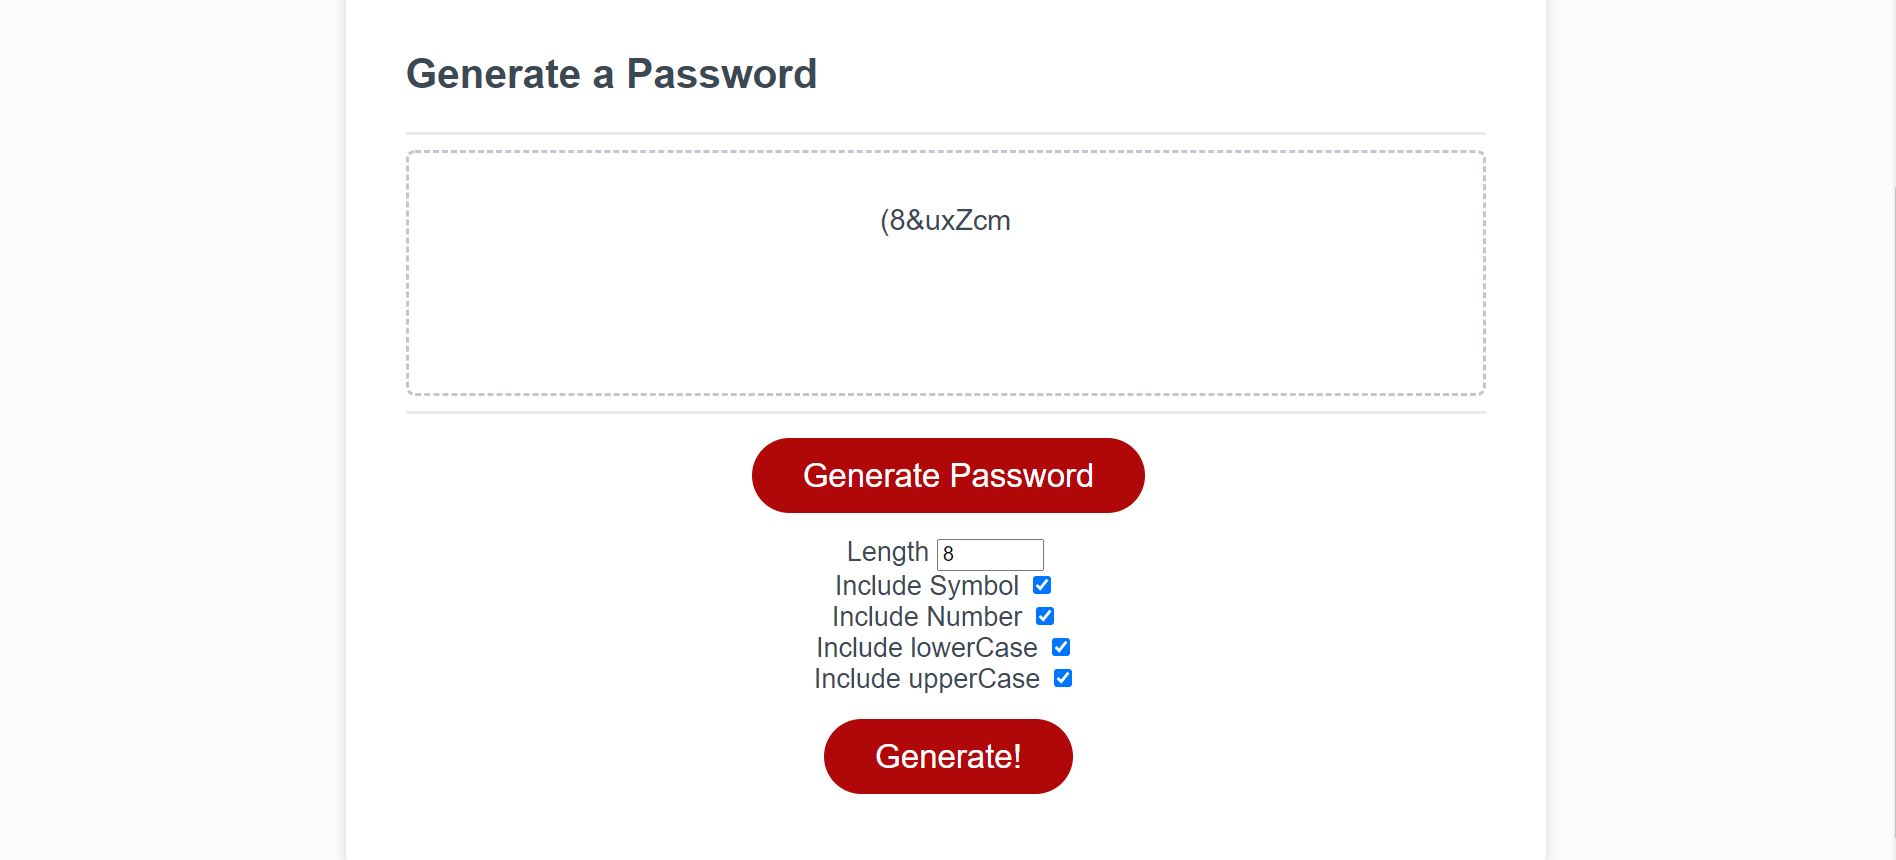 Generate a Password
(8&uxZcm
Generate Password
Length 8
Include Symbol
Include Number
Include lowerCase
Include upperCase
Generate!